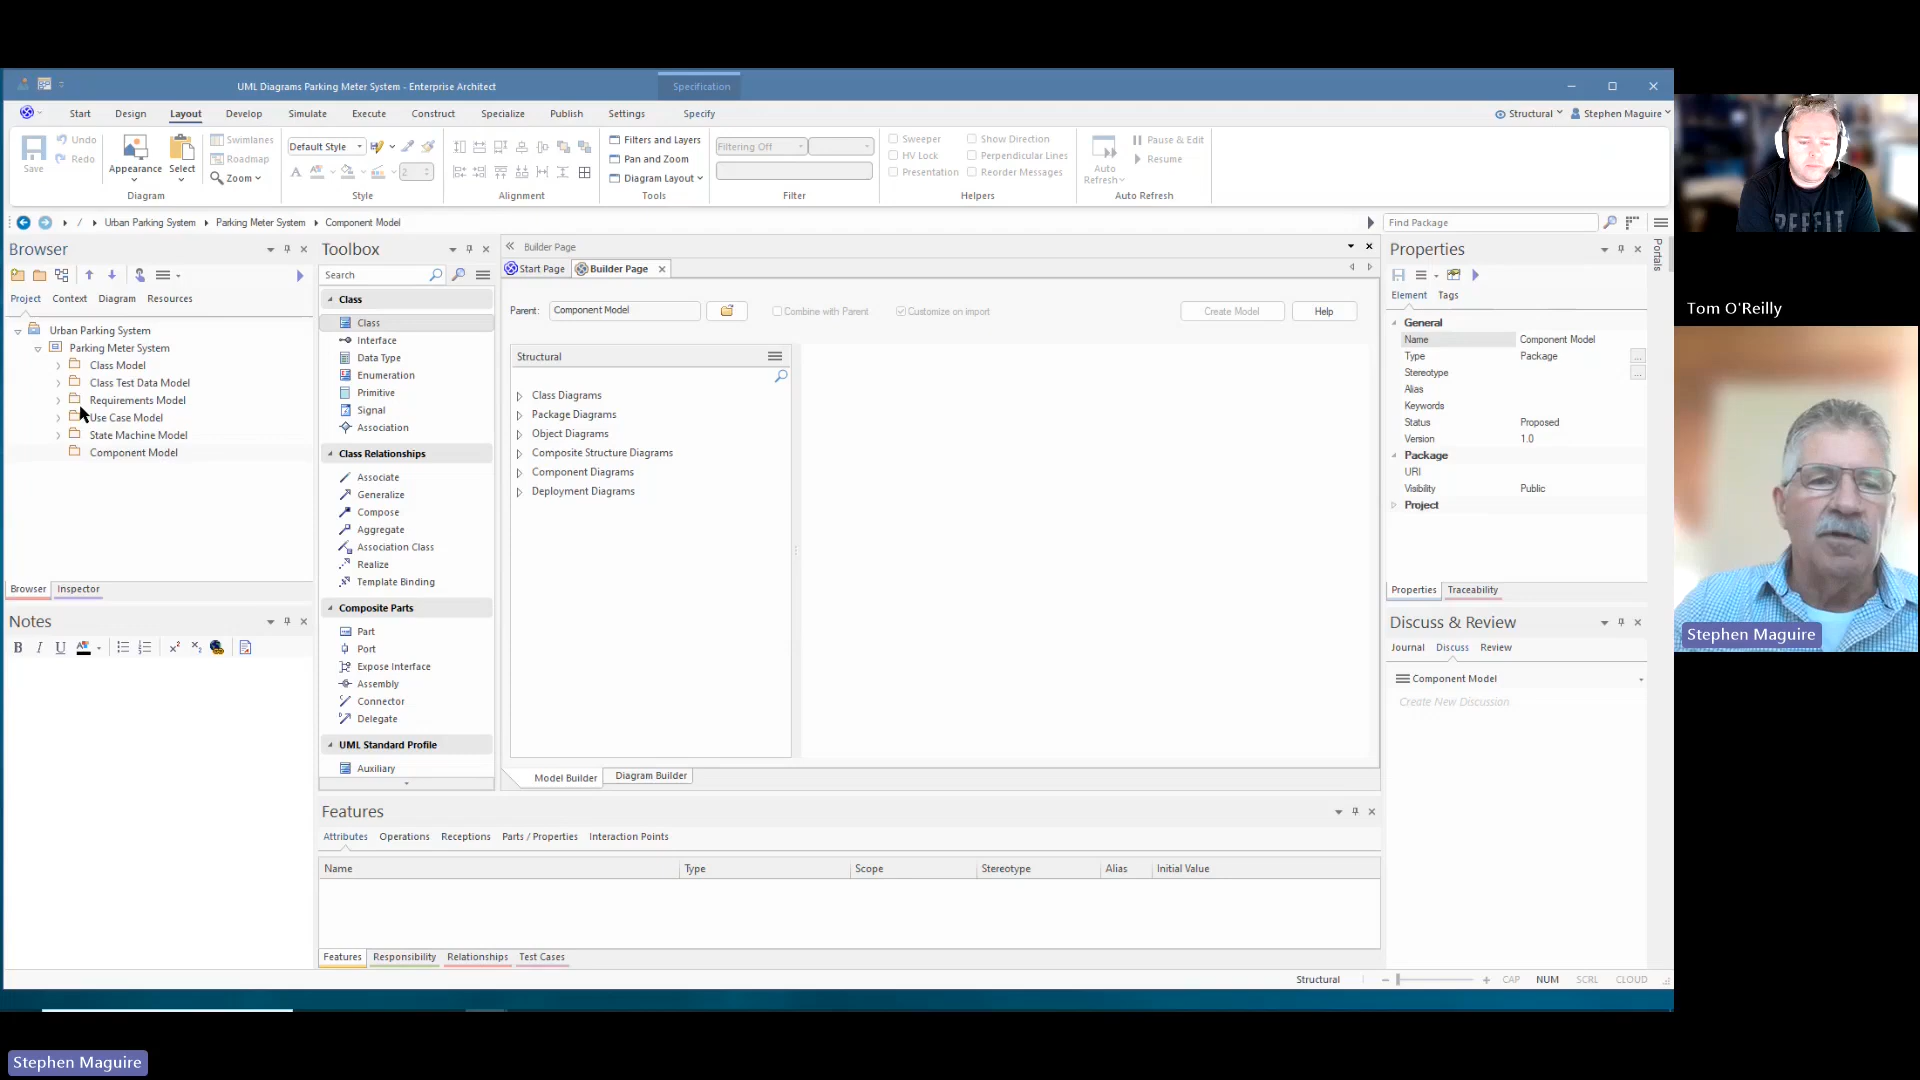 UML Diagrams Parking Meter System - Enterprise Architect
Specification
Start Design Layout Develop Simulate Execute Construct Specialize Publish Settings Specify
Structural Stephen Maguire
Save
Undo
Redo
Appearance
Select
Swimlanes
Roadmap
Zoom
Diagram
Default Style
A
2
Style
Alignment
Filters and Layers
Pan and Zoom
Diagram Layout
Tools
Filtering Off
Filter
Sweeper
HV Lock
Presentation
Show Direction
Perpendicular Lines
Reorder Messages
Helpers
Auto
Refresh
Pause & Edit
Resume
Auto Refresh
/ Urban Parking System Parking Meter System Component Model
Find Package
Portals
Browser
Project Context Diagram Resources
Urban Parking System
Parking Meter System
Class Model
Class Test Data Model
Requirements Model
Use Case Model
State Machine Model
Component Model
Browser Inspector
Notes
B I U A
Toolbox
Search
Class
Class
Interface
Data Type
Enumeration
Primitive
Signal
Association
Class Relationships
Associate
Generalize
Compose
Aggregate
Association Class
Realize
Template Binding
Composite Parts
Part
Port
Expose Interface
Assembly
Connector
Delegate
UML Standard Profile
Auxiliary
Builder Page
Start Page Builder Page
Parent: Component Model
Combine with Parent
Customize on import
Create Model
Help
Structural
Class Diagrams
Package Diagrams
Object Diagrams
Composite Structure Diagrams
Component Diagrams
Deployment Diagrams
Model Builder Diagram Builder
Features
Attributes Operations Receptions Parts / Properties Interaction Points
Name Type Scope Stereotype Alias Initial Value
Features Responsibility Relationships Test Cases
Properties
Element Tags
General
Name Component Model
Type Package
Stereotype
Alias
Keywords
Status Proposed
Version 1.0
Package
URI
Visibility Public
Project
Properties Traceability
Discuss & Review
Journal Discuss Review
Component Model
Create New Discussion
Structural
CAP NUM SCRL CLOUD
Tom O'Reilly
Stephen Maguire
Stephen Maguire